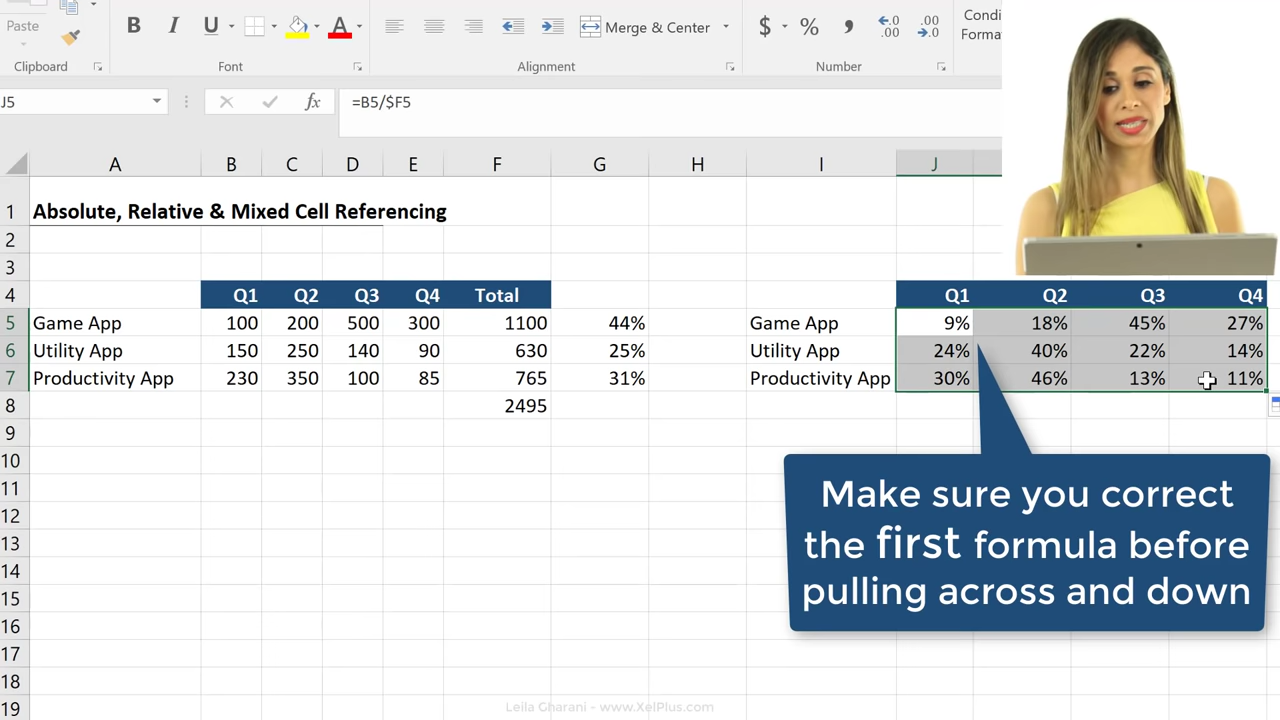 Paste
B I U A
Merge & Center
$ % ,
.0 .00
.00 .0
Condi
Forma
Clipboard Font Alignment Number
J5 fx =B5/$F5
A B C D E F G H I J
1 Absolute, Relative & Mixed Cell Referencing
2
3
4 Q1 Q2 Q3 Q4 Total Q1 Q2 Q3 Q4
5 Game App 100 200 500 300 1100 44% Game App 9% 18% 45% 27%
6 Utility App 150 250 140 90 630 25% Utility App 24% 40% 22% 14%
7 Productivity App 230 350 100 85 765 31% Productivity App 30% 46% 13% 11%
8 2495
9
10
11
12
13
14
15
16
17
18
19
Make sure you correct
the first formula before
pulling across and down
Leila Gharani - www.XelPlus.com